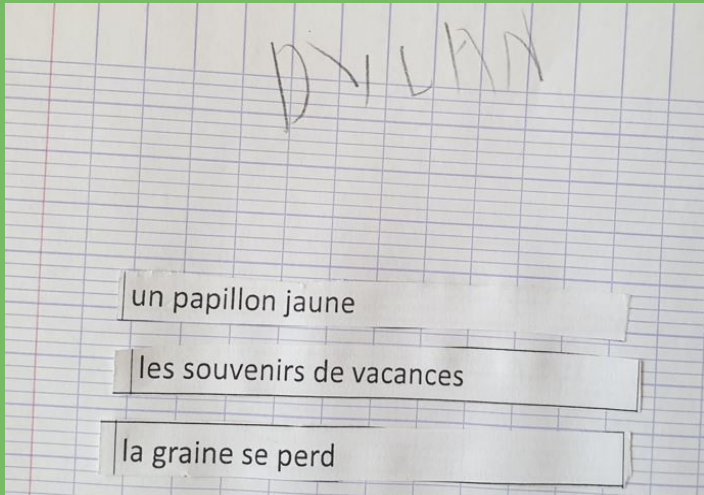 DYLAN
un papillon jaune
les souvenirs de vacances
la graine se perd